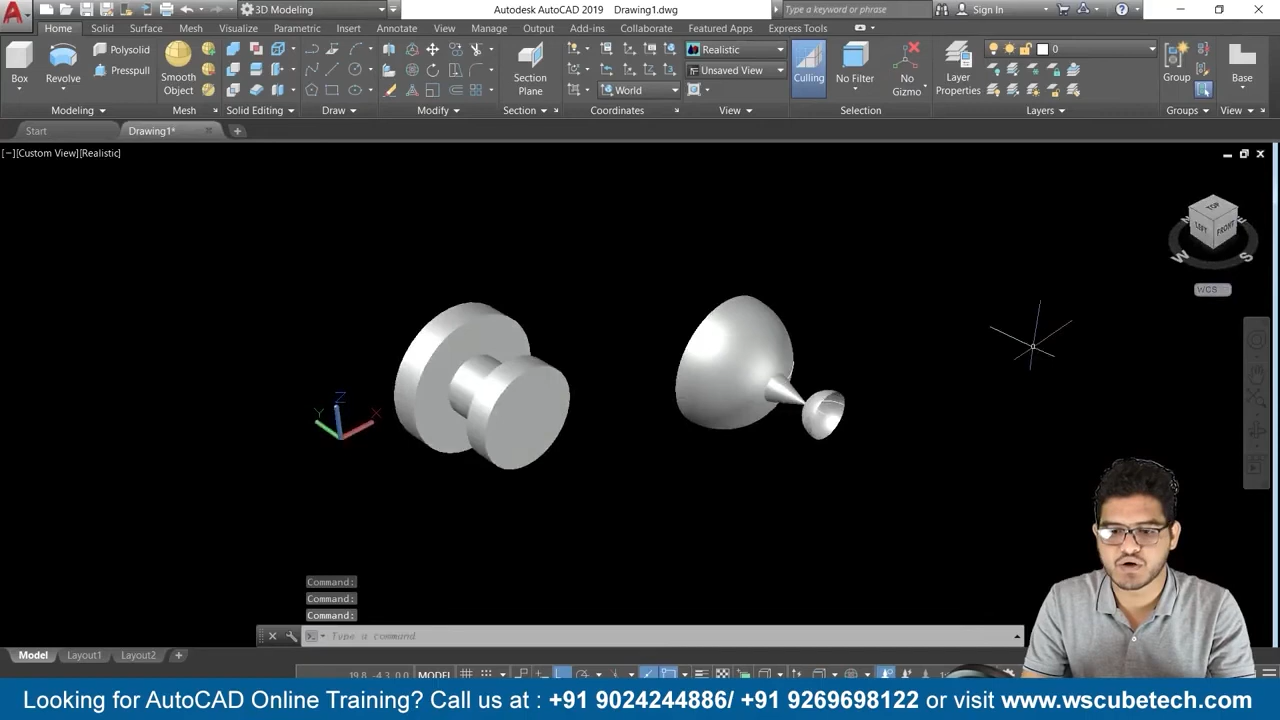 3D Modeling
Autodesk AutoCAD 2019 Drawing1.dwg
Type a keyword or phrase
Sign In
Home Solid Surface Mesh Visualize Parametric Insert Annotate View Manage Output Add-ins Collaborate Featured Apps Express Tools
Box
Revolve
Polysolid
Presspull
Smooth
Object
Section
Plane
Realistic
Unsaved View
World
Culling
No Filter
No
Gizmo
Layer
Properties
0
Group
Base
Modeling Mesh Solid Editing Draw Modify Section Coordinates View Selection Layers Groups View
Start
Drawing1*
[−][Custom View][Realistic]
TOP
LEFT
FRONT
N
E
W
S
WCS
Z
Y
X
Command:
Command:
Command:
Type a command
Model Layout1 Layout2
MODEL
Looking for AutoCAD Online Training? Call us at : +91 9024244886/ +91 9269698122 or visit www.wscubetech.com